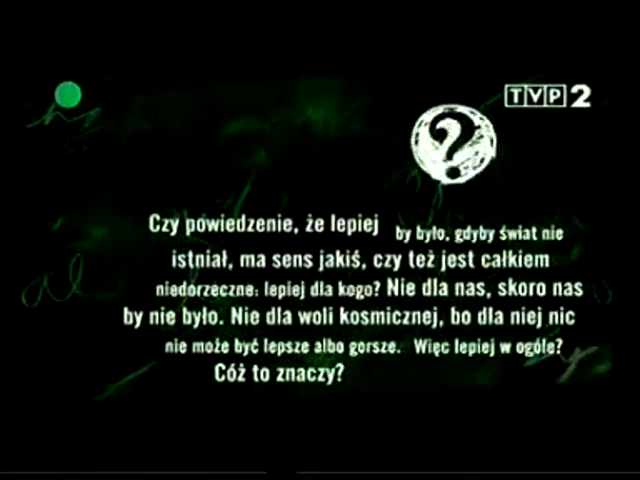 TVP2
?
Czy powiedzenie, że lepiej by było, gdyby świat nie
istniał, ma sens jakiś, czy też jest całkiem
niedorzeczne: lepiej dla kogo? Nie dla nas, skoro nas
by nie było. Nie dla woli kosmicznej, bo dla niej nic
nie może być lepsze albo gorsze. Więc lepiej w ogóle?
Cóż to znaczy?